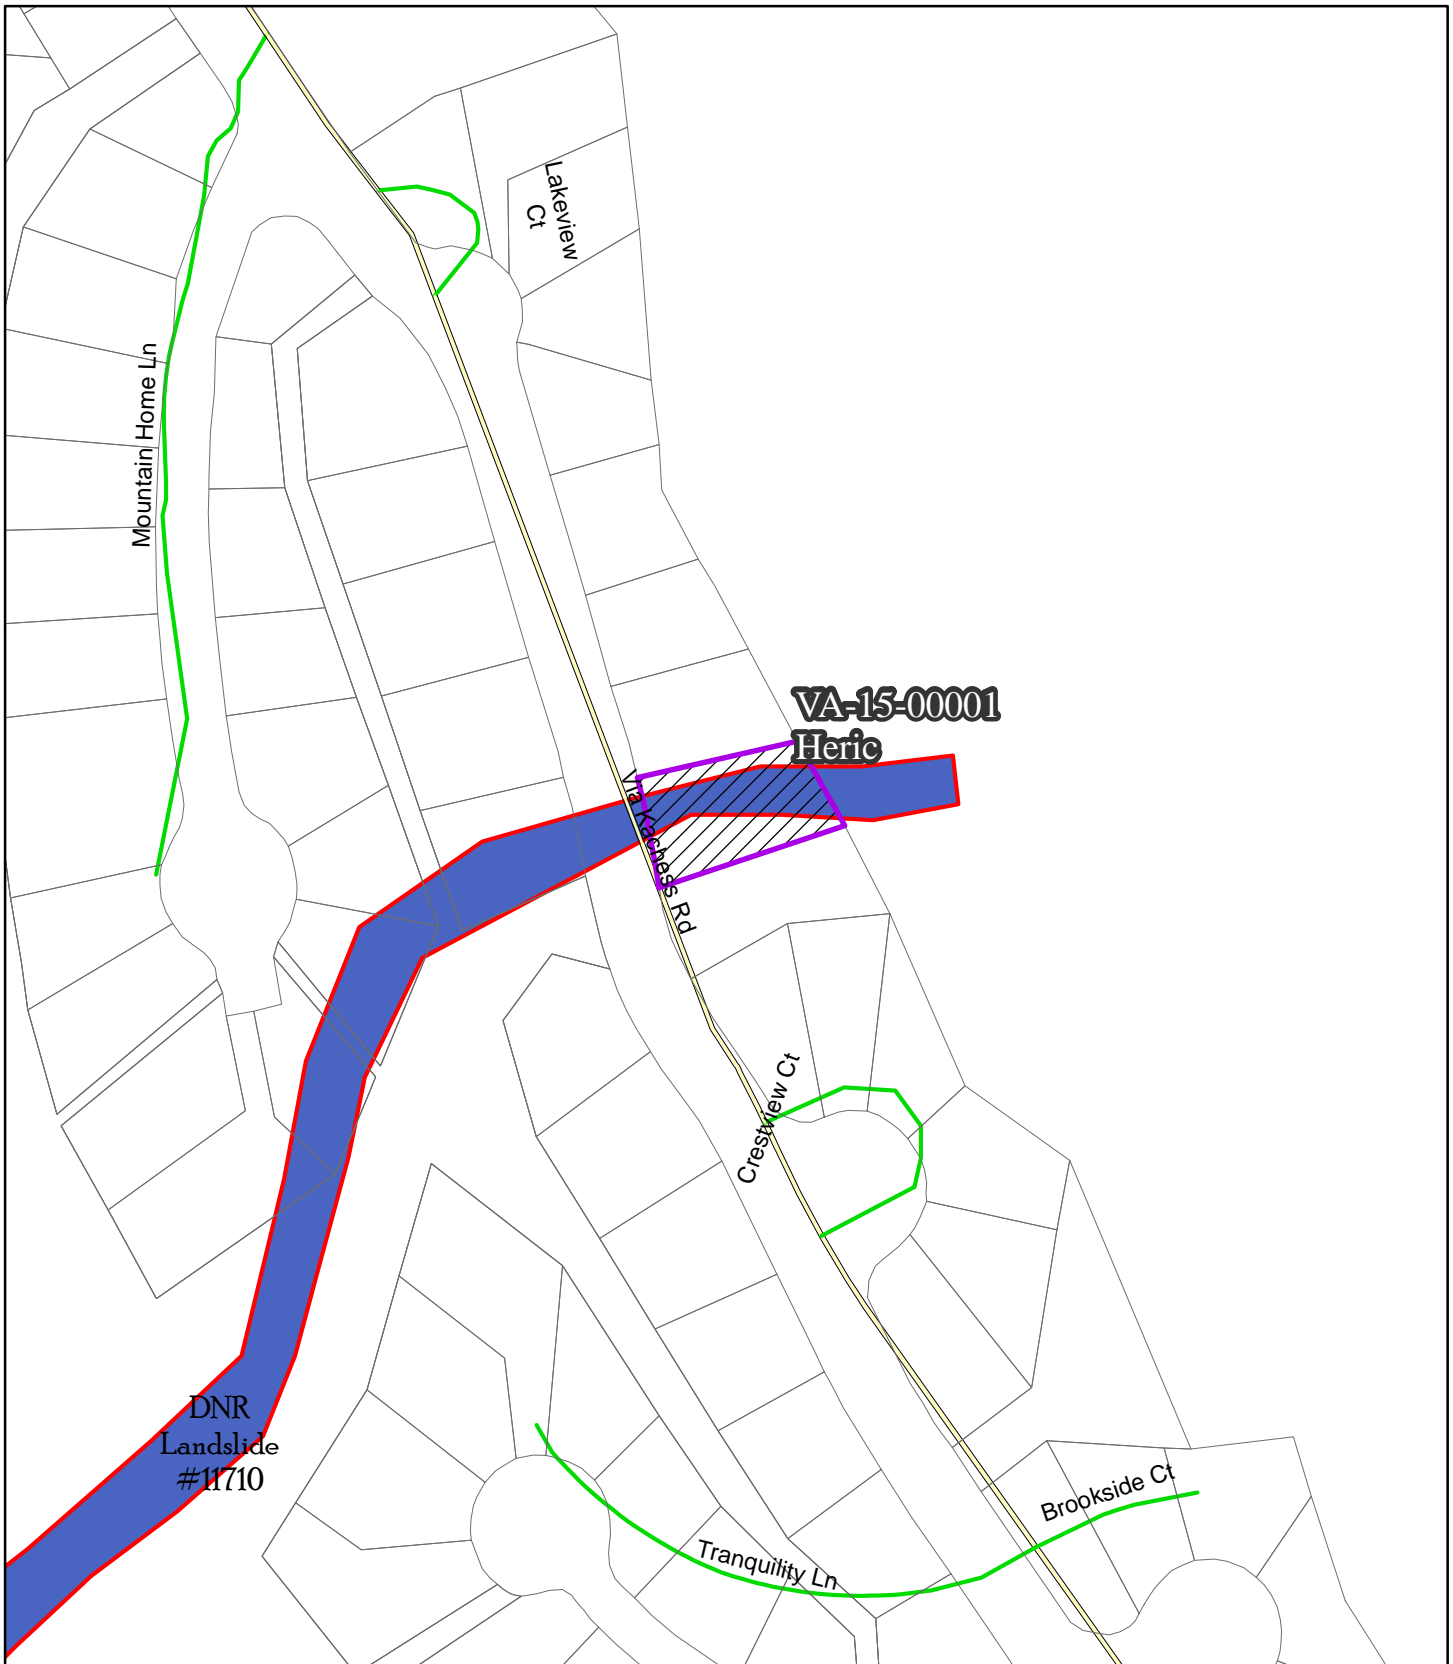 Lakeview
Ct
Mountain Home Ln
VA-15-00001
Heric
Via Kachess Rd
Crestview Ct
DNR
Landslide
#11710
Brookside Ct
Tranquility Ln